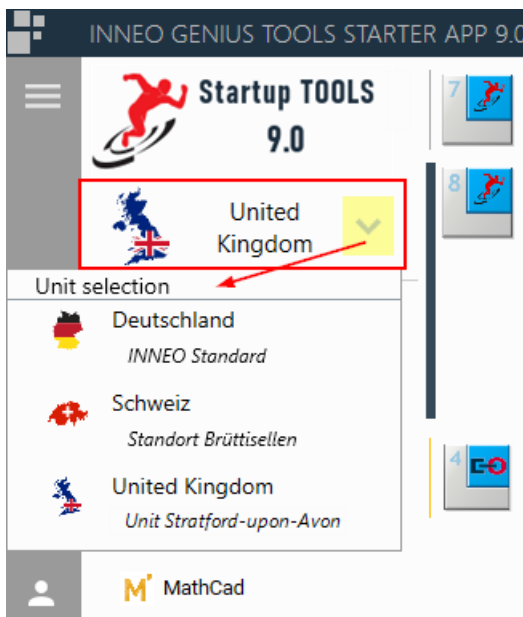 INNEO GENIUS TOOLS STARTER APP 9.0
Startup TOOLS
9.0
7
8
United
Kingdom
Unit selection
Deutschland
INNEO Standard
Schweiz
Standort Brüttisellen
United Kingdom
Unit Stratford-upon-Avon
4
MathCad